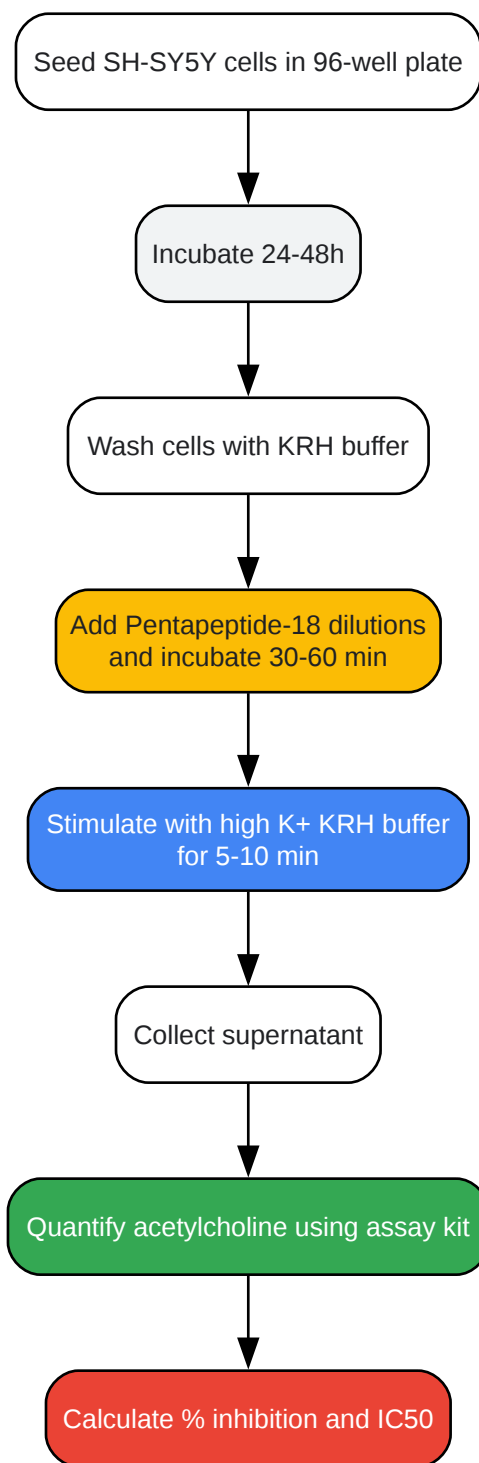 Seed SH-SY5Y cells in 96-well plate
Incubate 24-48h
Wash cells with KRH buffer
Add Pentapeptide-18 dilutions
and incubate 30-60 min
Stimulate with high K+ KRH buffer
for 5-10 min
Collect supernatant
Quantify acetylcholine using assay kit
Calculate % inhibition and IC50